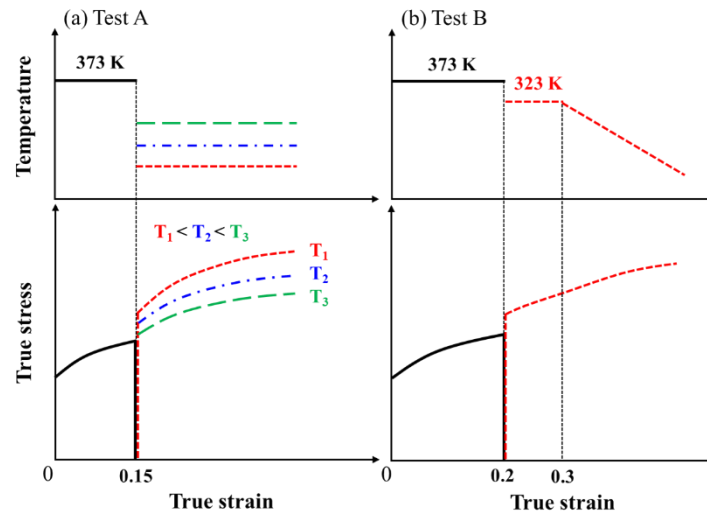 (a) Test A
373 K
Temperature
T₁ < T₂ < T₃
T₁
T₂
T₃
True stress
0
0.15
True strain
(b) Test B
373 K
323 K
0
0.2
0.3
True strain